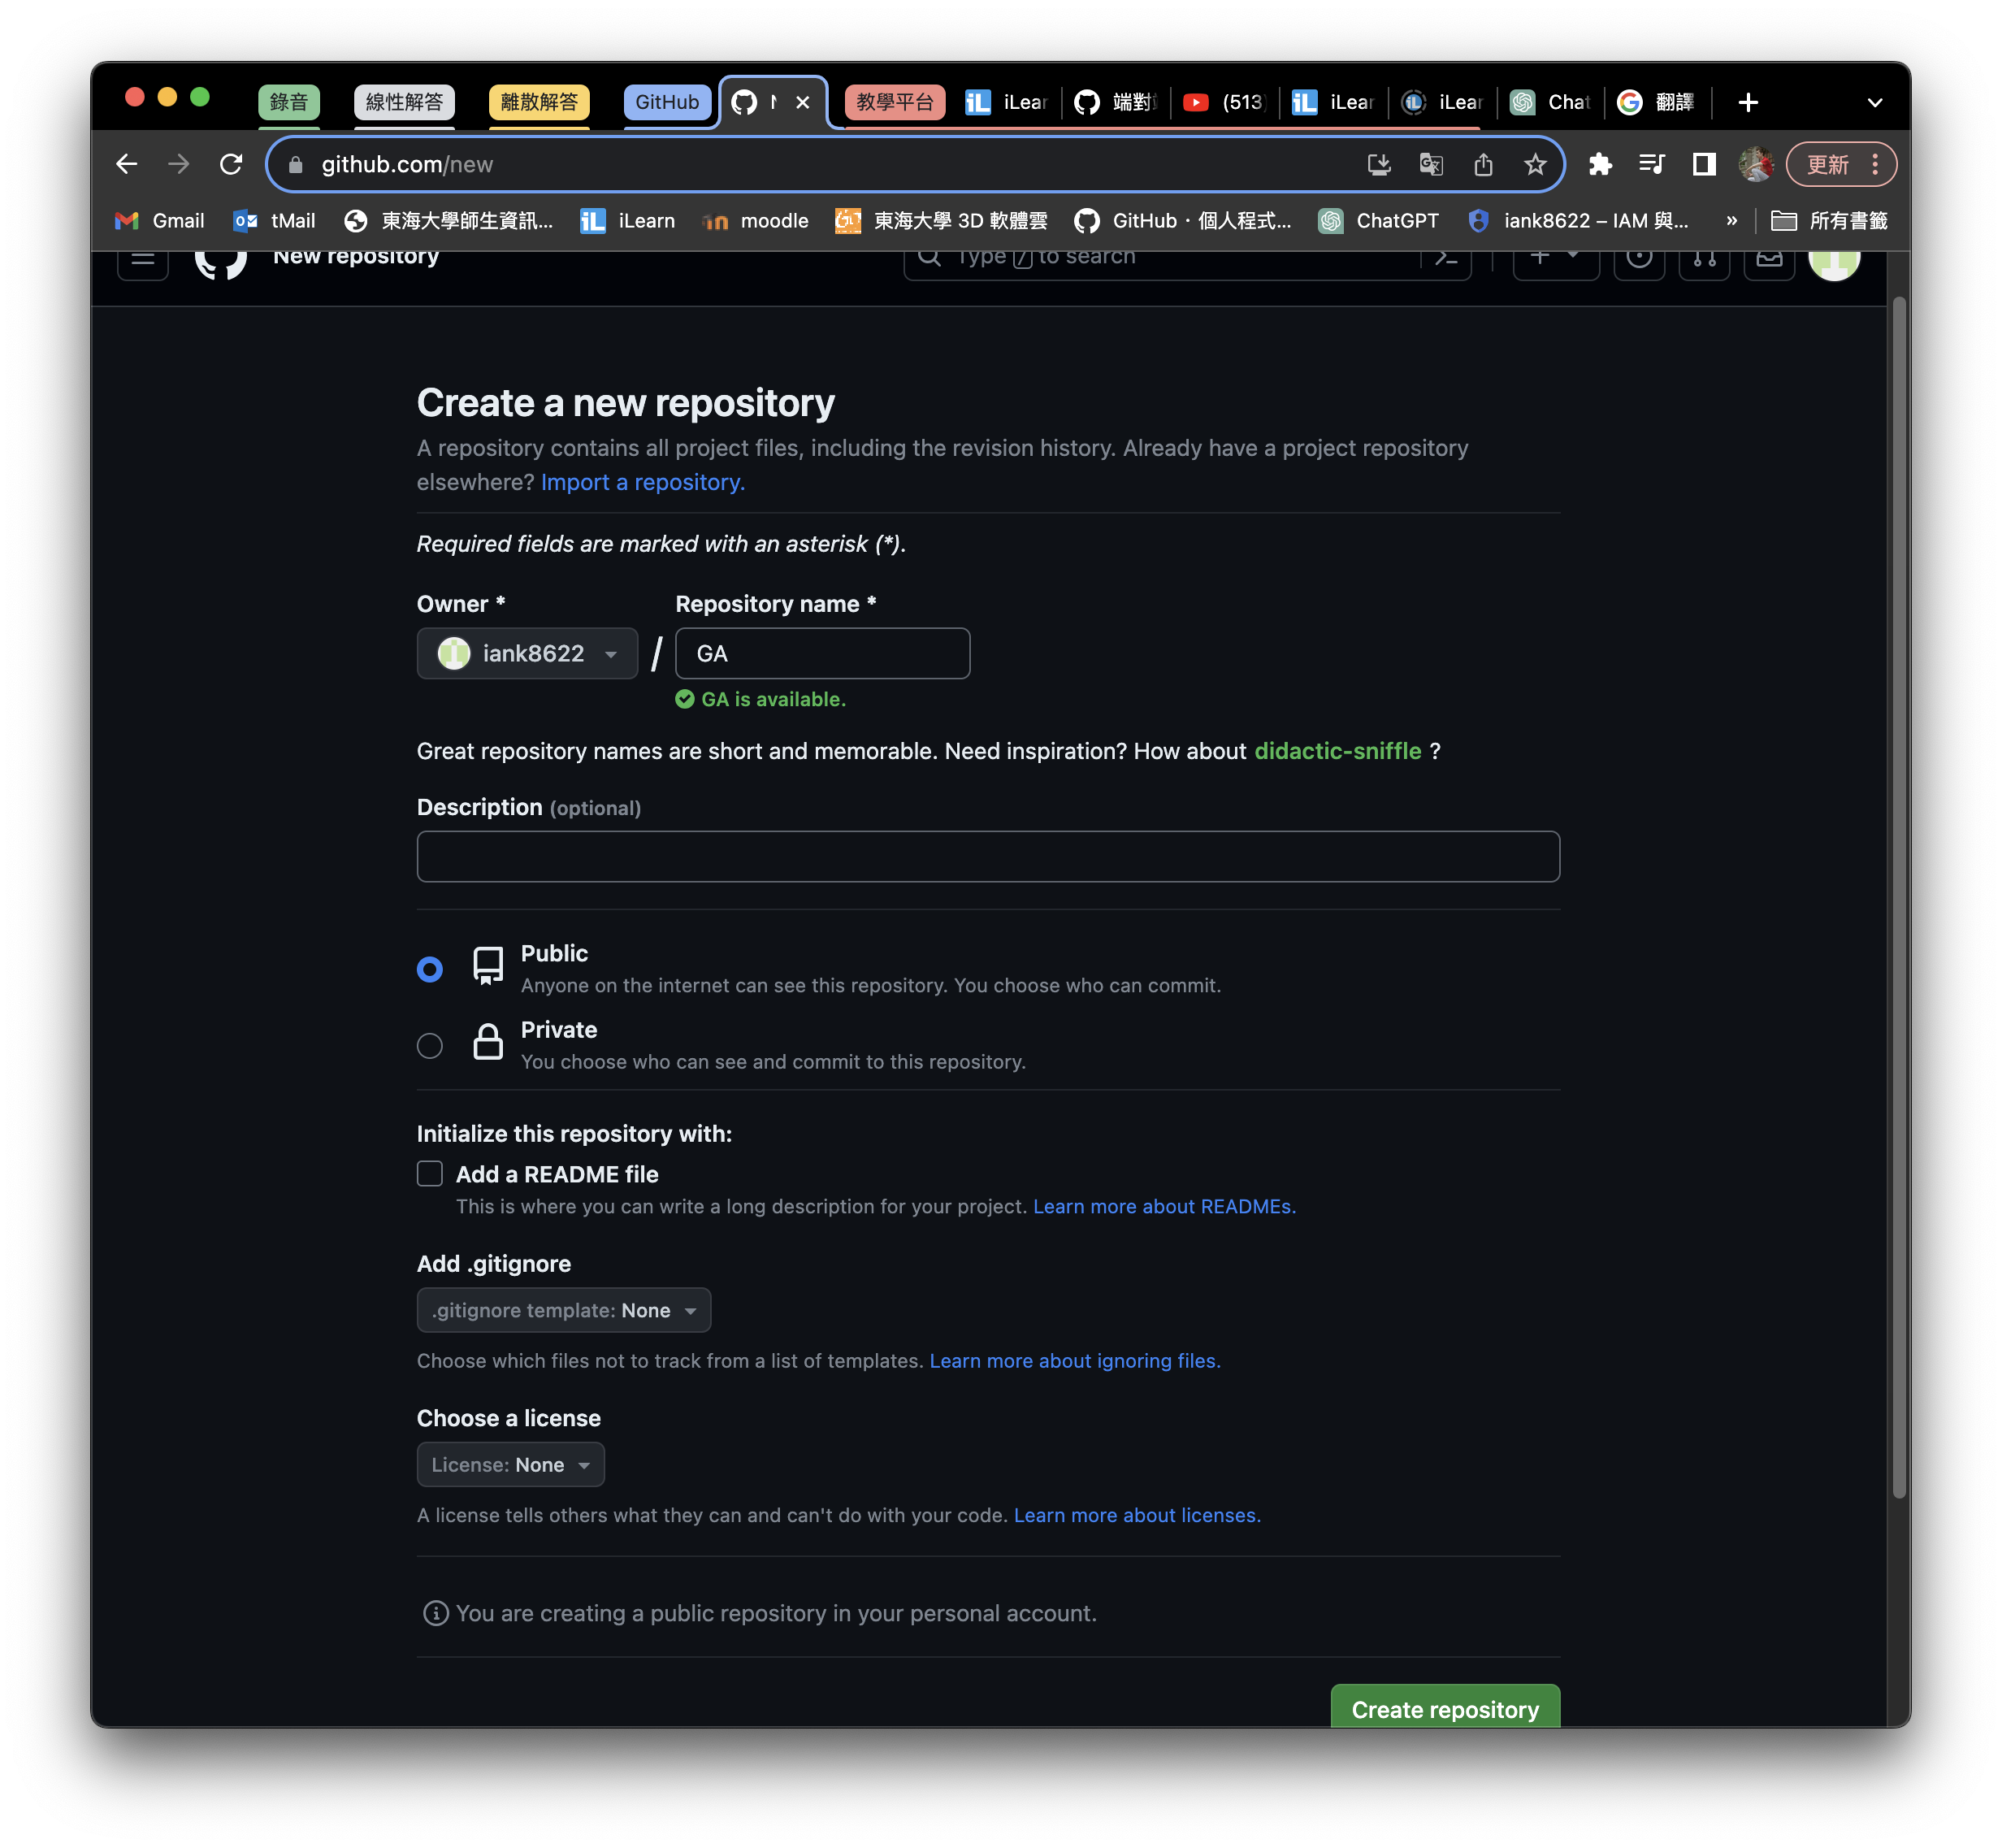 錄音 線性解答 離散解答 GitHub 教學平台 iLear 端對 (513 iLear iLear Chat 翻譯
github.com/new 更新
Gmail tMail 東海大學師生資訊... iLearn moodle 東海大學 3D 軟體雲 GitHub · 個人程式... ChatGPT iank8622 – IAM 與... » 所有書籤
New repository Type / to search
Create a new repository
A repository contains all project files, including the revision history. Already have a project repository
elsewhere? Import a repository.
Required fields are marked with an asterisk (*).
Owner * Repository name *
iank8622 / GA
GA is available.
Great repository names are short and memorable. Need inspiration? How about didactic-sniffle ?
Description (optional)
Public
Anyone on the internet can see this repository. You choose who can commit.
Private
You choose who can see and commit to this repository.
Initialize this repository with:
Add a README file
This is where you can write a long description for your project. Learn more about READMEs.
Add .gitignore
.gitignore template: None
Choose which files not to track from a list of templates. Learn more about ignoring files.
Choose a license
License: None
A license tells others what they can and can't do with your code. Learn more about licenses.
You are creating a public repository in your personal account.
Create repository